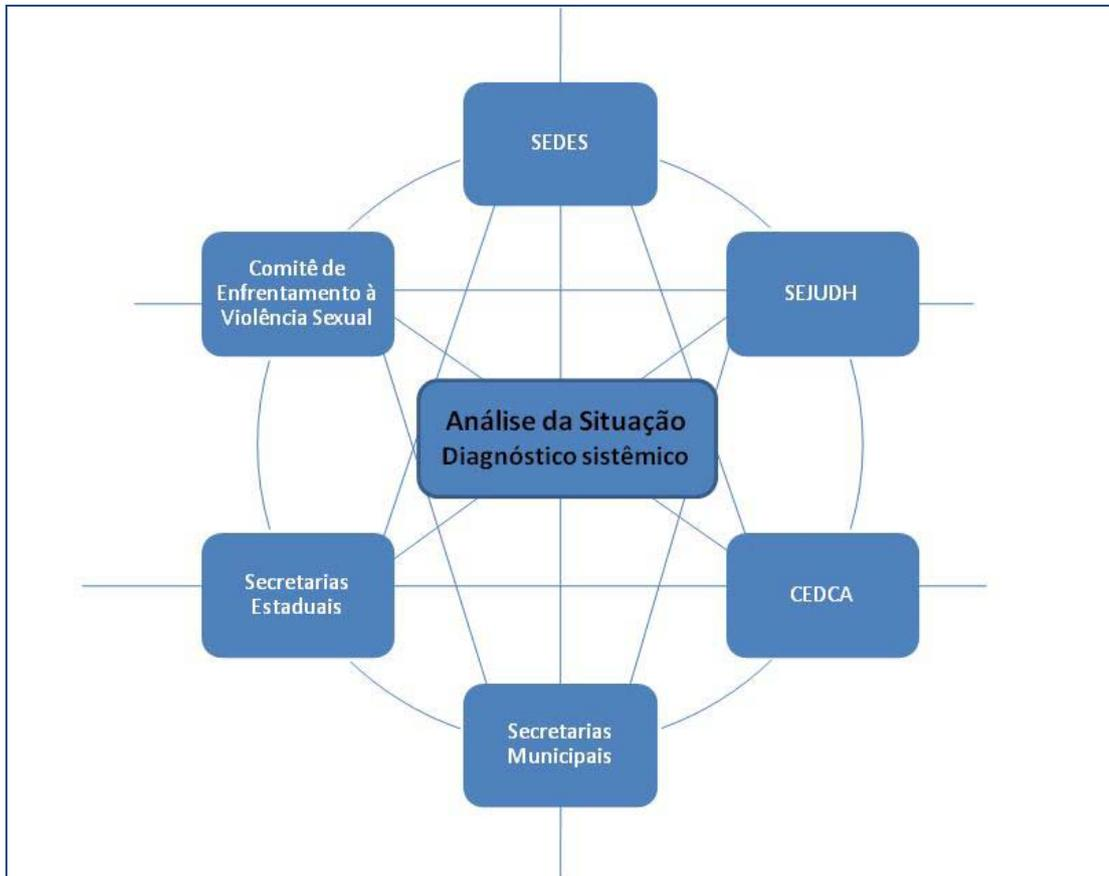 SEDES
Comitê de
Enfrentamento à
Violência Sexual
SEJUDH
Análise da Situação
Diagnóstico sistêmico
Secretarias
Estaduais
CEDCA
Secretarias
Municipais